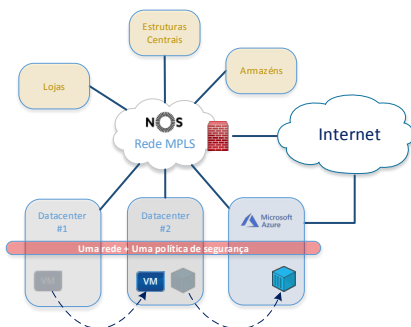 Estruturas
Centrais
Lojas
Armazéns
NOS
Rede MPLS
Internet
Datacenter
#1
Datacenter
#2
Microsoft
Azure
Uma rede + Uma política de segurança
VM
VM